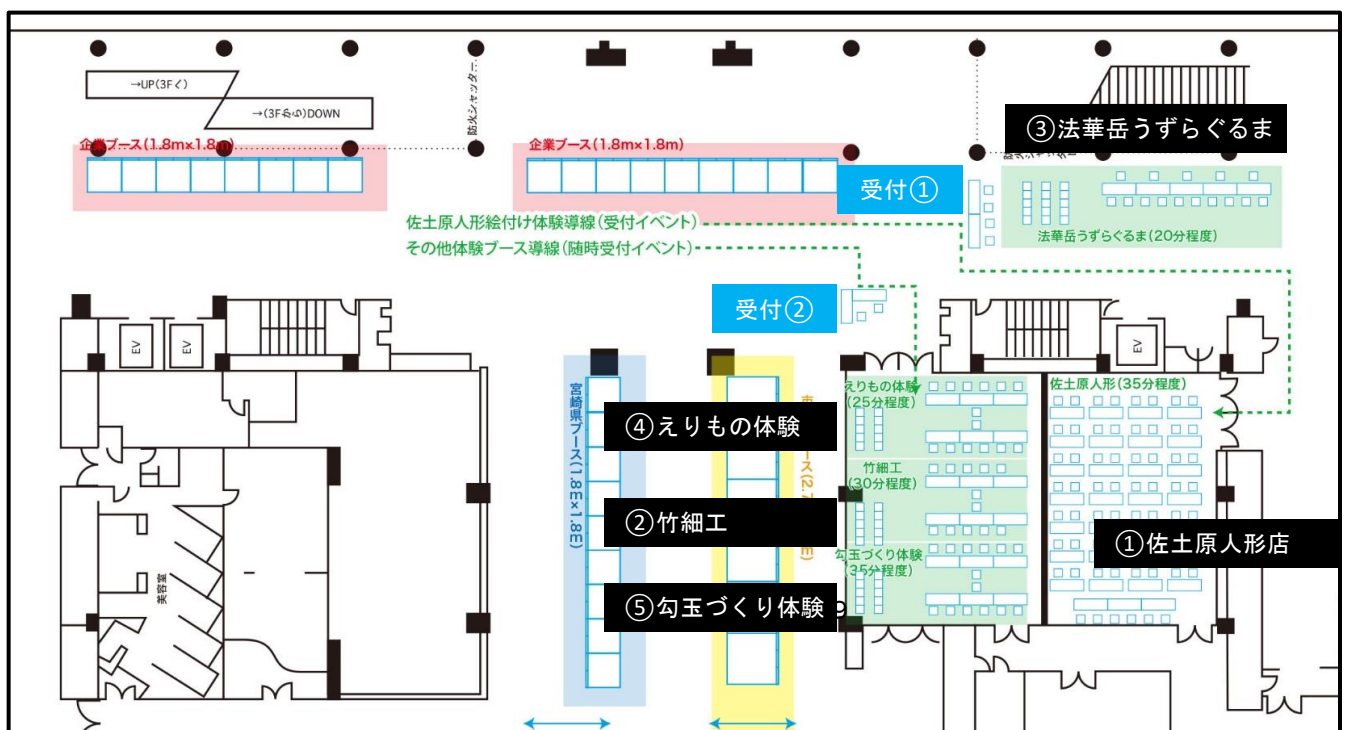 →UP(3Fく)
→(3Fから)DOWN
防火シャッター
③法華岳うずらぐるま
企業ブース(1.8m×1.8m)
企業ブース(1.8m×1.8m)
受付①
佐土原人形絵付け体験導線(受付イベント)
法華岳うずらぐるま(20分程度)
その他体験ブース導線(随時受付イベント)
受付②
EV
EV
EV
宮崎県ブース(1.8m×1.8m)
えりもの体験
(25分程度)
佐土原人形(35分程度)
④えりもの体験
竹細工
(30分程度)
②竹細工
①佐土原人形店
勾玉づくり体験
(35分程度)
⑤勾玉づくり体験
美容室